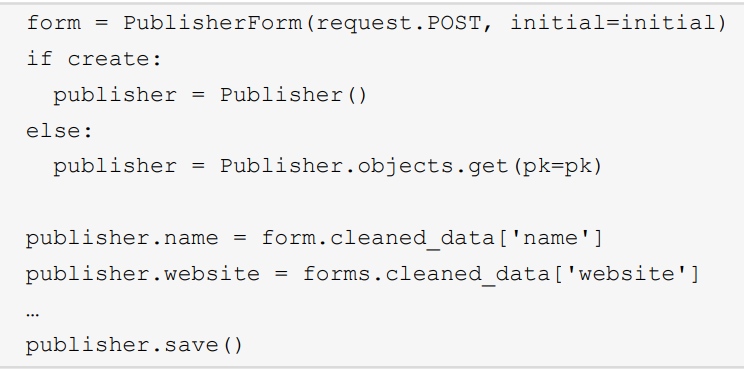 form = PublisherForm(request.POST, initial=initial)
if create:
  publisher = Publisher()
else:
  publisher = Publisher.objects.get(pk=pk)

publisher.name = form.cleaned_data['name']
publisher.website = forms.cleaned_data['website']
…
publisher.save()